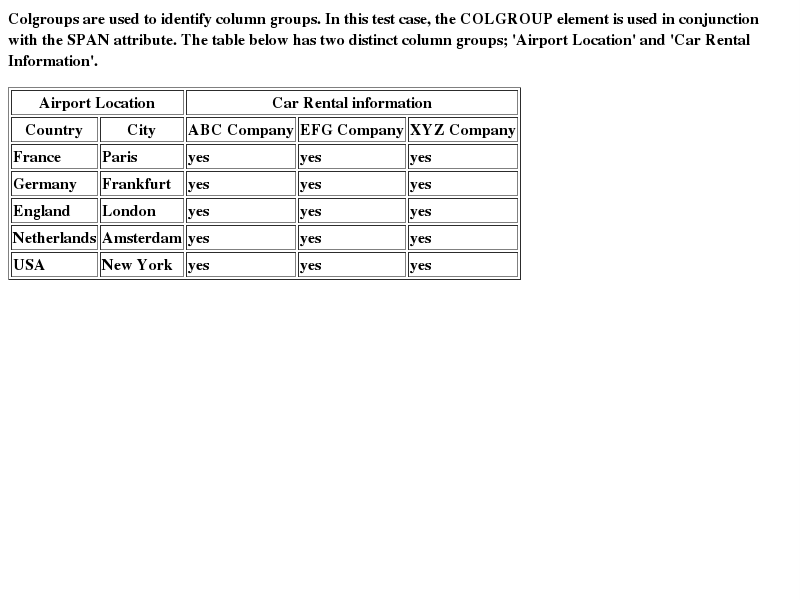 Colgroups are used to identify column groups. In this test case, the COLGROUP element is used in conjunction
with the SPAN attribute. The table below has two distinct column groups; 'Airport Location' and 'Car Rental
Information'.
Airport Location Car Rental information
Country City ABC Company EFG Company XYZ Company
France Paris yes yes yes
Germany Frankfurt yes yes yes
England London yes yes yes
Netherlands Amsterdam yes yes yes
USA New York yes yes yes